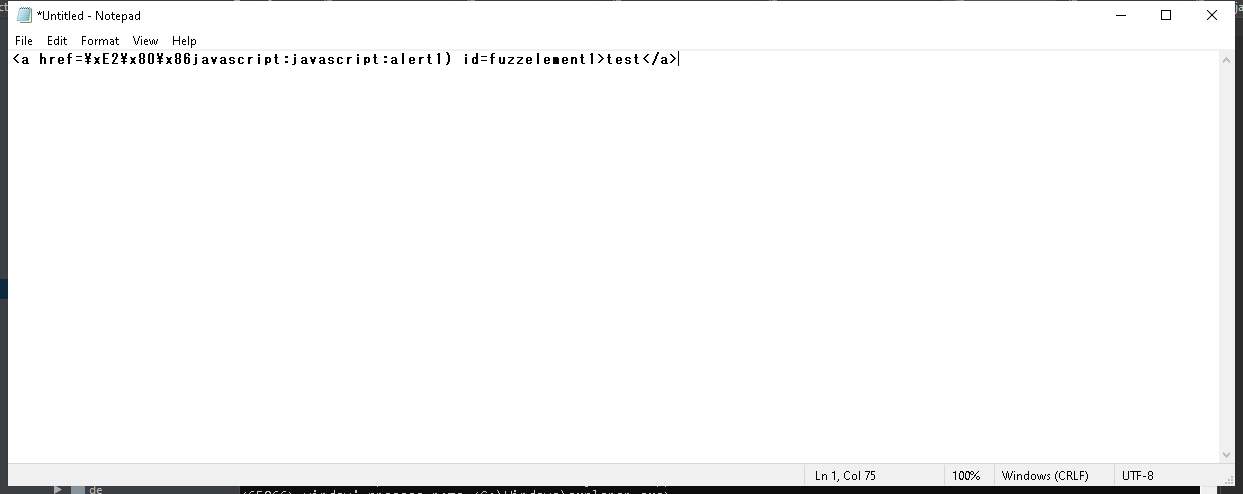 *Untitled - Notepad
File Edit Format View Help
<a href=¥xE2¥x80¥x86javascript:javascript:alert1) id=fuzzelement1>test</a>
Ln 1, Col 75 100% Windows (CRLF) UTF-8
de